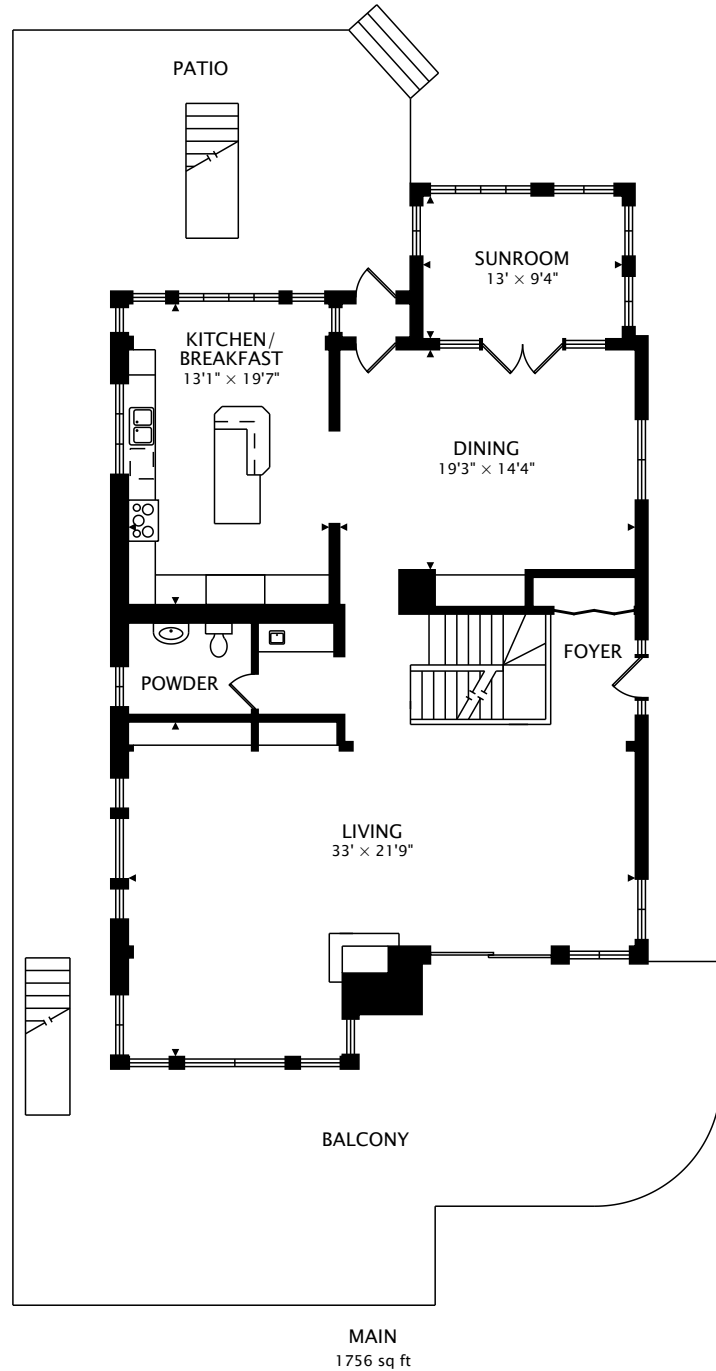 PATIO
SUNROOM
13' × 9'4"
KITCHEN/
BREAKFAST
13'1" × 19'7"
DINING
19'3" × 14'4"
FOYER
POWDER
LIVING
33' × 21'9"
BALCONY
MAIN
1756 sq ft